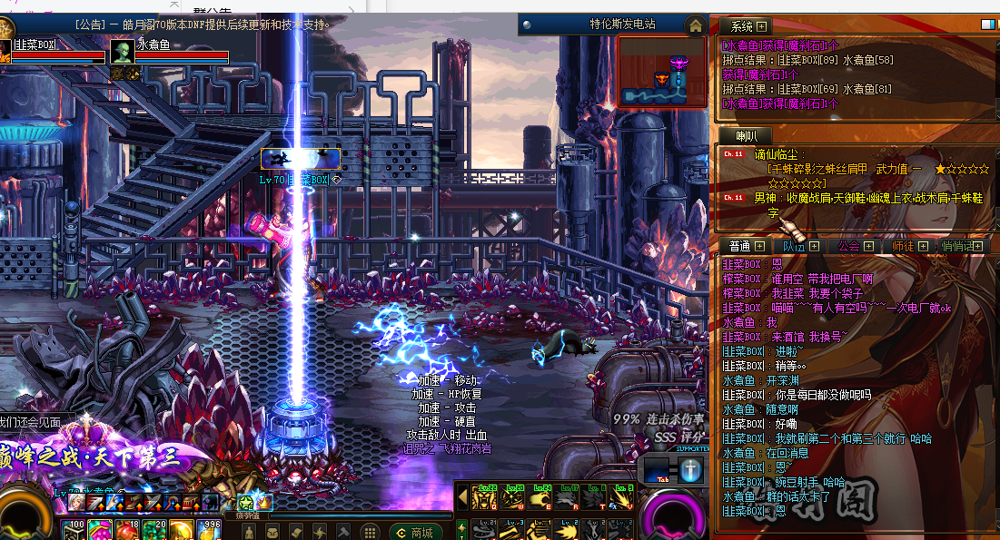 [公告] — 皓月阁70版本DNF提供后续更新和技术支持。
韭菜BOX
水煮鱼
特伦斯发电站
系统
[水煮鱼]获得[魔刹石]1个
掷点结果：|韭菜BOX|[89] 水煮鱼[58]
获得[魔刹石]1个
掷点结果：|韭菜BOX|[69] 水煮鱼[81]
[水煮鱼]获得[魔刹石]1个
喇叭
Ch.11 谪仙临尘：
[千蛛碎影之蛛丝肩甲 武力值 — ★☆☆☆☆
☆☆☆☆☆]
Ch.11 男神：收魔战肩,天御鞋,幽魂上衣,战术肩,千蛛鞋
字
普通 队伍 公会 师徒 悄悄话
韭菜BOX：恩
榨菜BOX：谁用空 带我把电厂啊
榨菜BOX：我韭菜 我要个袋子
韭菜BOX：喵喵~~~有人有空吗~~~一次电厂就ok
水煮鱼：我
韭菜BOX：来酒馆 我换号~
|韭菜BOX|：进啦~
|韭菜BOX|：稍等。。
水煮鱼：开深渊
|韭菜BOX|：你是每日都没做呢吗
水煮鱼：随意啊
|韭菜BOX|：好嘞
|韭菜BOX|：我就刷第二个和第三个就行 哈哈
水煮鱼：在回消息
|韭菜BOX|：恩~
|韭菜BOX|：豌豆射手 哈哈
水煮鱼：群的话太卡了
|韭菜BOX|：恩
Lv.70 |韭菜BOX|
加速 - 移动
加速 - HP恢复
加速 - 攻击
加速 - 硬直
攻击敌人时 出血
诅咒之 飞翔花岗岩
99% 连击杀伤率
SSS 评分
SUPPORTER
Tab
我们还会见面
巅峰之战·天下第三
Lv.70 水煮鱼
疲劳值
100
18
20
996
商城